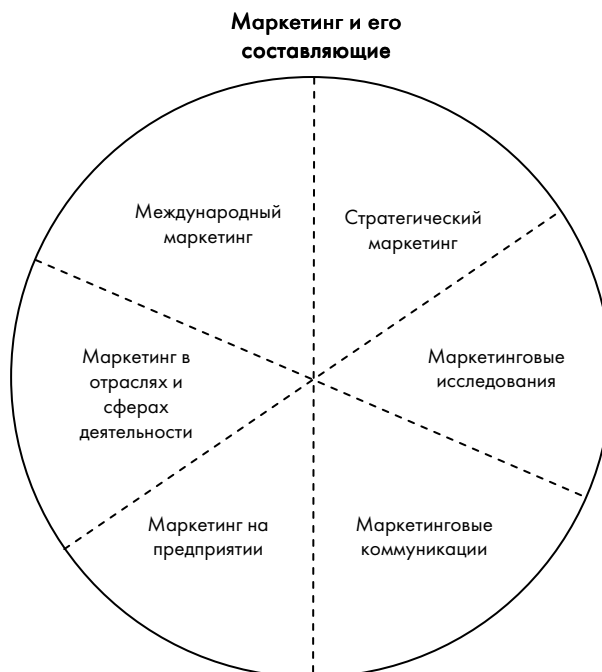 Маркетинг и его
составляющие
Международный
маркетинг
Стратегический
маркетинг
Маркетинг в
отраслях и
сферах
деятельности
Маркетинговые
исследования
Маркетинг на
предприятии
Маркетинговые
коммуникации